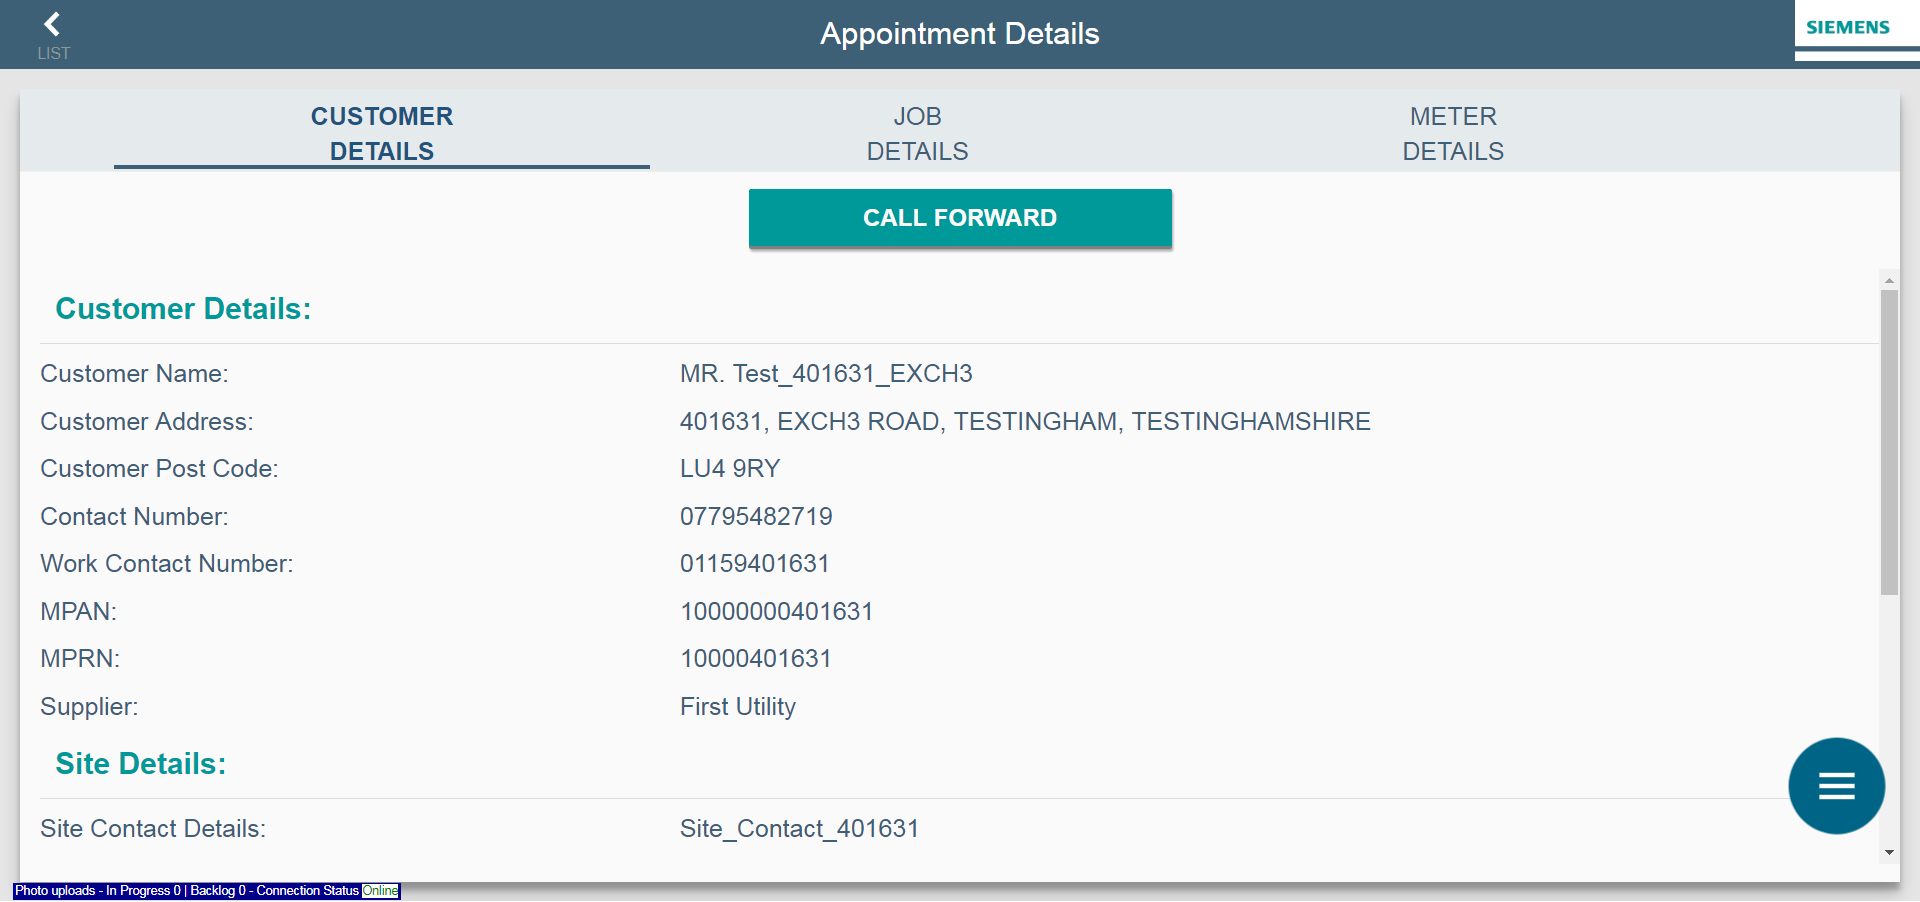 LIST
Appointment Details
SIEMENS
CUSTOMER
DETAILS
JOB
DETAILS
METER
DETAILS
CALL FORWARD
Customer Details:
Customer Name: MR. Test_401631_EXCH3
Customer Address: 401631, EXCH3 ROAD, TESTINGHAM, TESTINGHAMSHIRE
Customer Post Code: LU4 9RY
Contact Number: 07795482719
Work Contact Number: 01159401631
MPAN: 10000000401631
MPRN: 10000401631
Supplier: First Utility
Site Details:
Site Contact Details: Site_Contact_401631
Photo uploads - In Progress 0 | Backlog 0 - Connection Status Online